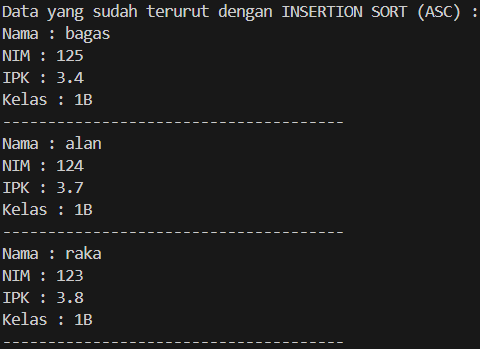 Data yang sudah terurut dengan INSERTION SORT (ASC) :
Nama : bagas
NIM : 125
IPK : 3.4
Kelas : 1B
--------------------------------------
Nama : alan
NIM : 124
IPK : 3.7
Kelas : 1B
--------------------------------------
Nama : raka
NIM : 123
IPK : 3.8
Kelas : 1B
--------------------------------------